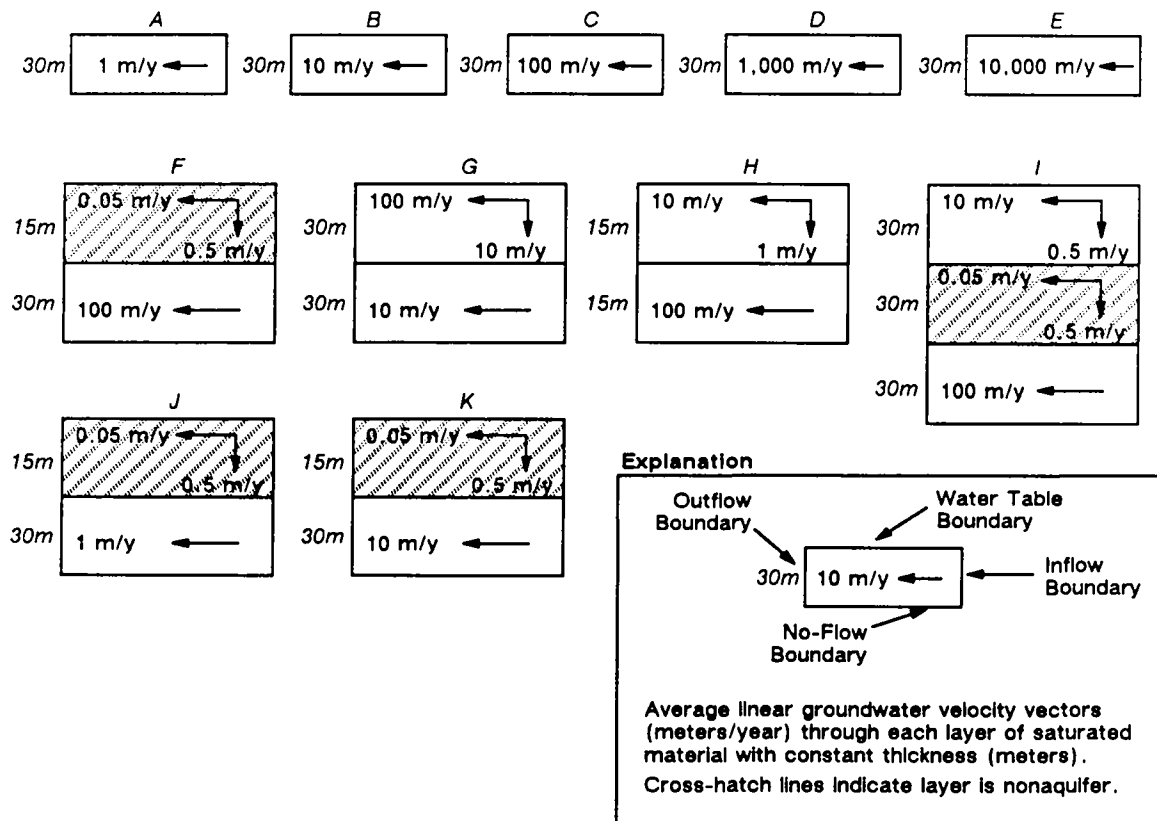 A B C D E
30m 1 m/y 30m 10 m/y 30m 100 m/y 30m 1,000 m/y 30m 10,000 m/y
F G H I
0.05 m/y 100 m/y 10 m/y 10 m/y
15m 30m 15m 30m
0.5 m/y 10 m/y 1 m/y 0.5 m/y
0.05 m/y
30m 100 m/y 30m 10 m/y 15m 100 m/y 30m
0.5 m/y
30m 100 m/y
J K
0.05 m/y 0.05 m/y
15m 15m
0.5 m/y 0.5 m/y
30m 1 m/y 30m 10 m/y
Explanation
Outflow
Boundary
Water Table
Boundary
30m 10 m/y
Inflow
Boundary
No-Flow
Boundary
Average linear groundwater velocity vectors
(meters/year) through each layer of saturated
material with constant thickness (meters).
Cross-hatch lines indicate layer is nonaquifer.